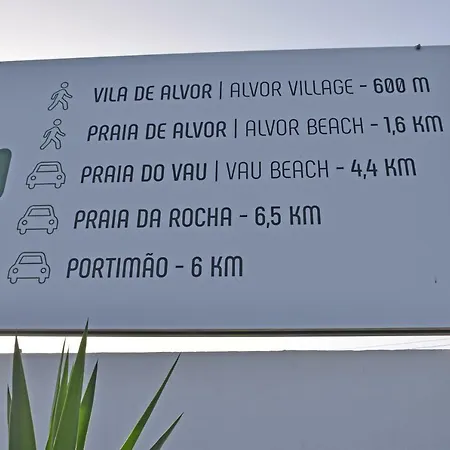 VILA DE ALVOR | ALVOR VILLAGE - 600 M
PRAIA DE ALVOR | ALVOR BEACH - 1,6 KM
PRAIA DO VAU | VAU BEACH - 4,4 KM
PRAIA DA ROCHA - 6,5 KM
PORTIMÃO - 6 KM